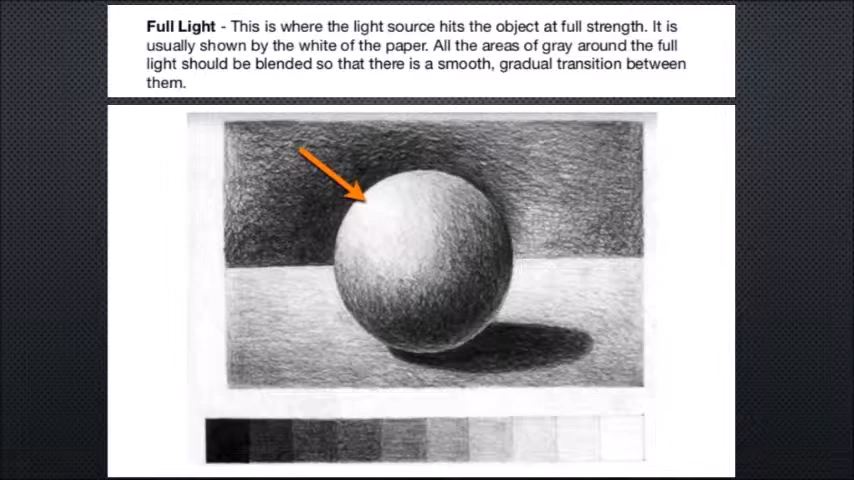 Full Light - This is where the light source hits the object at full strength. It is
usually shown by the white of the paper. All the areas of gray around the full
light should be blended so that there is a smooth, gradual transition between
them.